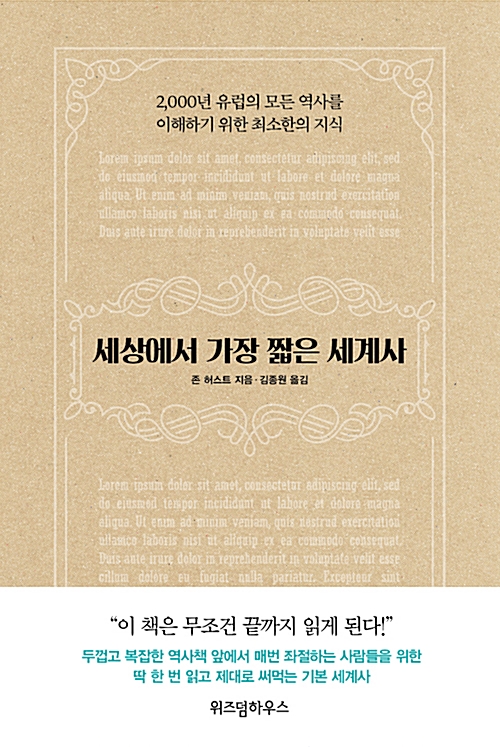 2,000년 유럽의 모든 역사를
이해하기 위한 최소한의 지식
Lorem ipsum dolor sit amet, consectetur adipiscing elit, sed
do eiusmod tempor incididunt ut labore et dolore magna
aliqua. Ut enim ad minim veniam, quis nostrud exercitation
ullamco laboris nisi ut aliquip ex ea commodo consequat.
Duis aute irure dolor in reprehenderit in voluptate velit esse
세상에서 가장 짧은 세계사
존 허스트 지음 · 김종원 옮김
Lorem ipsum dolor sit amet, consectetur adipiscing elit, sed
do eiusmod tempor incididunt ut labore et dolore magna
aliqua. Ut enim ad minim veniam, quis nostrud exercitation
ullamco laboris nisi ut aliquip ex ea commodo consequat.
Duis aute irure dolor in reprehenderit in voluptate velit esse
cillum dolore eu fugiat nulla pariatur. Excepteur sint
“이 책은 무조건 끝까지 읽게 된다!”
두껍고 복잡한 역사책 앞에서 매번 좌절하는 사람들을 위한
딱 한 번 읽고 제대로 써먹는 기본 세계사
위즈덤하우스